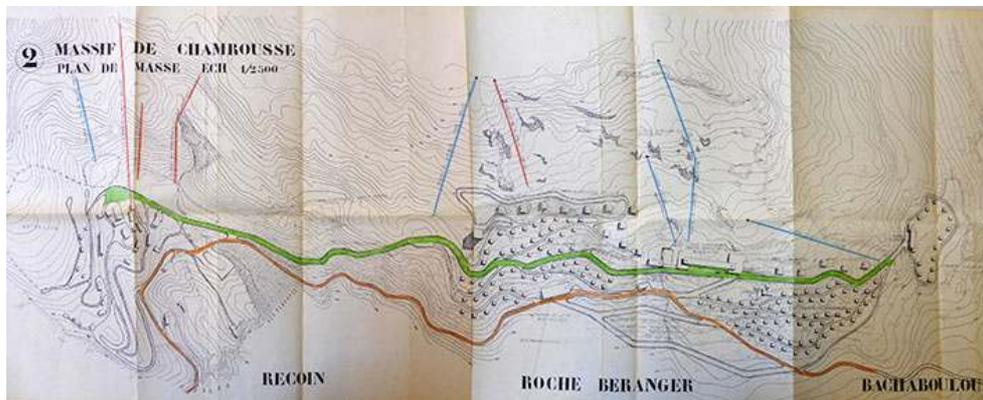 2 MASSIF DE CHAMROUSSE
PLAN DE MASSE ECH 1/2500
RECOIN
ROCHE BERANGER
BACHABOULOU